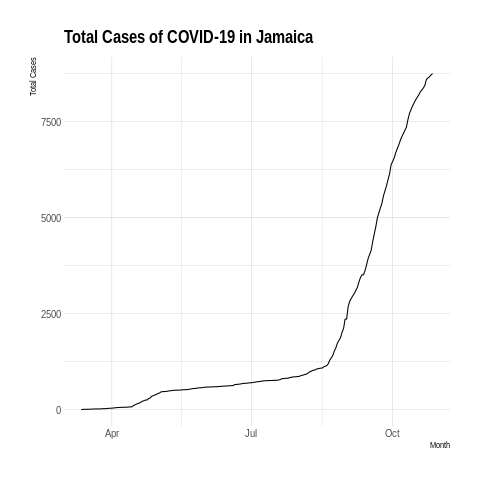 Total Cases of COVID-19 in Jamaica
Total Cases
7500
5000
2500
0
Apr
Jul
Oct
Month